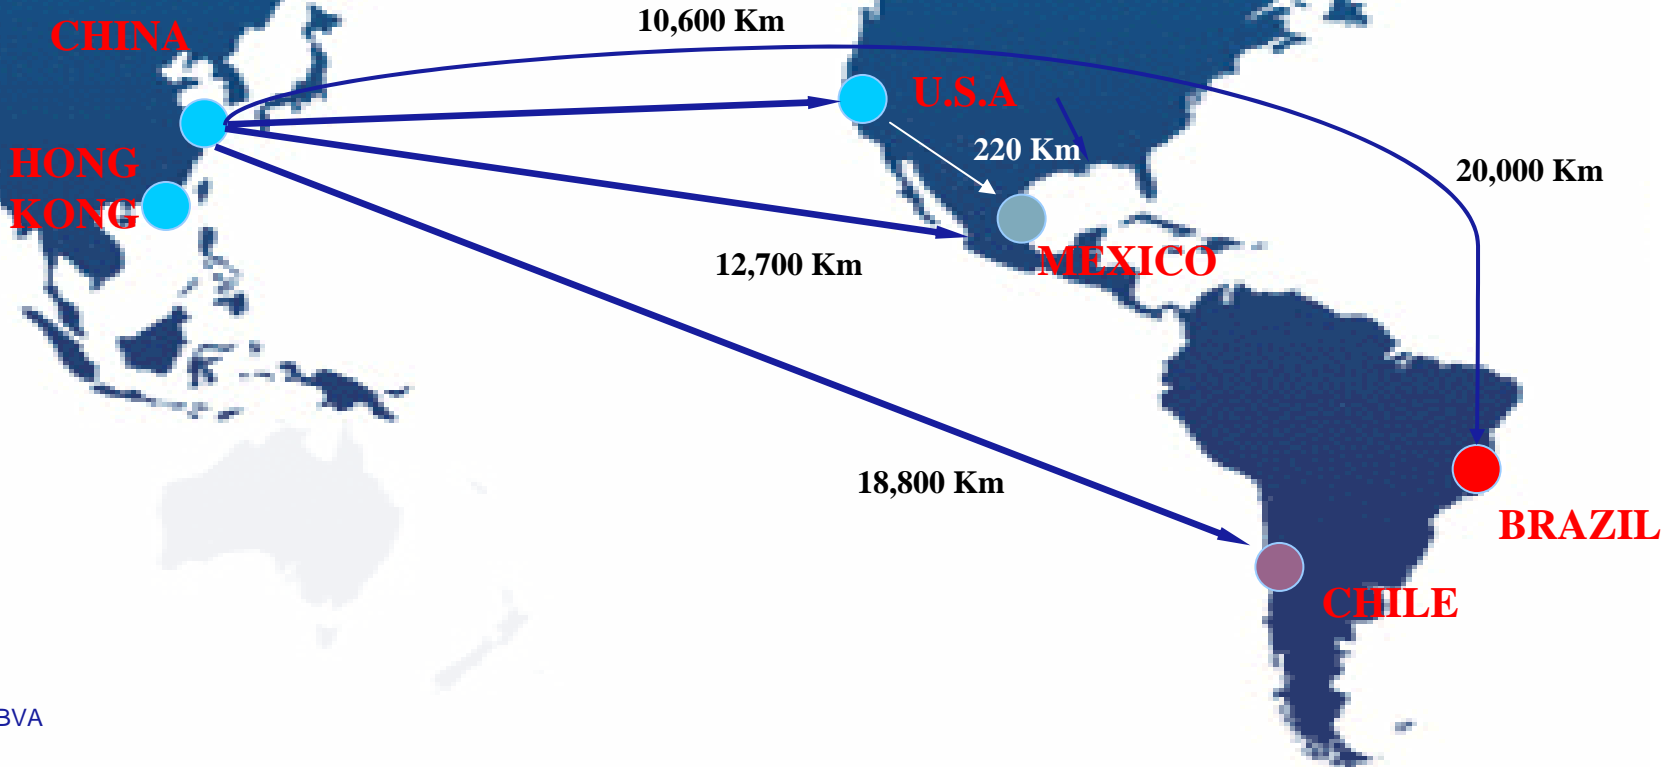 10,600 Km
CHINA
U.S.A
220 Km
HONG
KONG
20,000 Km
MEXICO
12,700 Km
18,800 Km
BRAZIL
CHILE
BVA